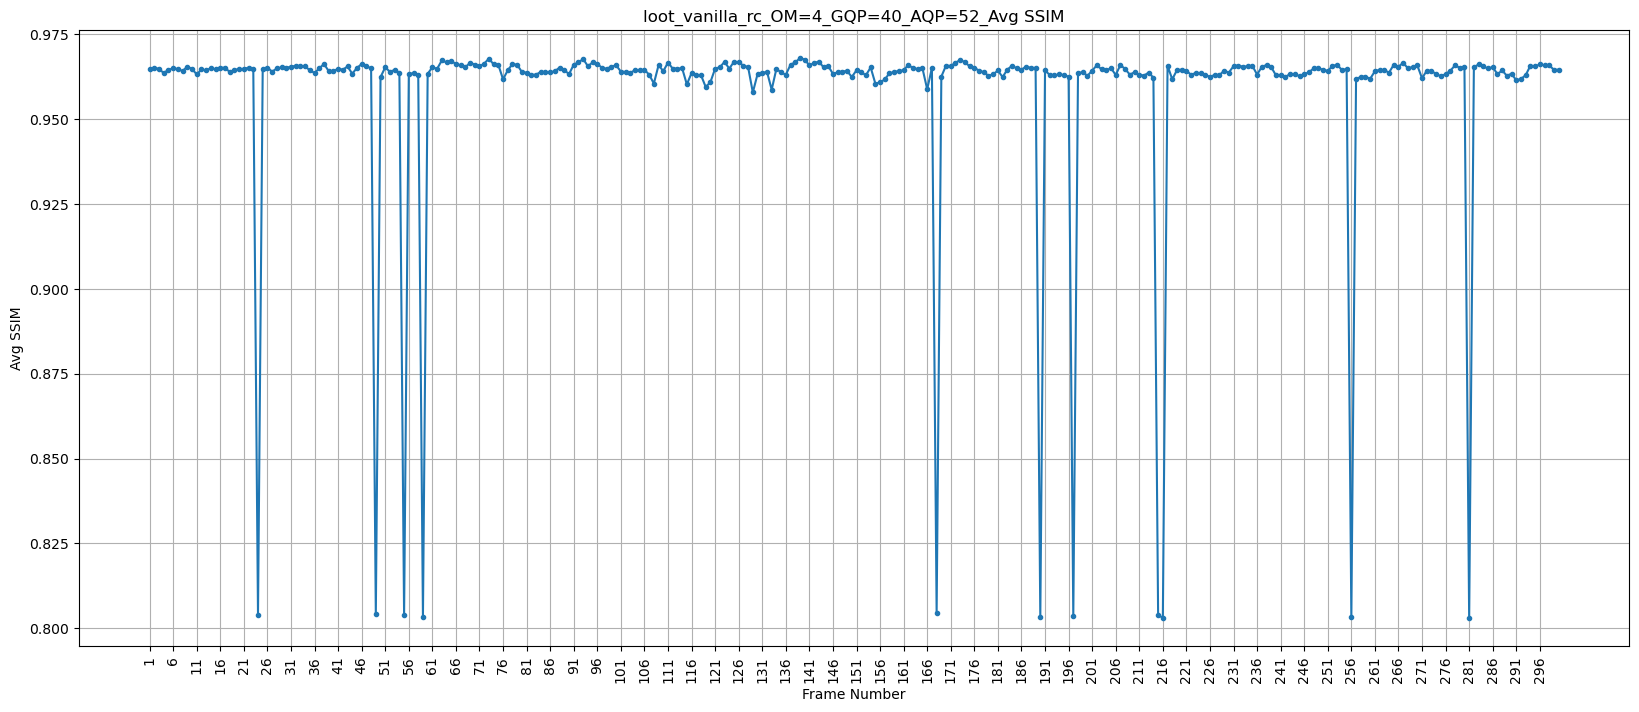 loot_vanilla_rc_OM=4_GQP=40_AQP=52_Avg SSIM
0.975
0.950
0.925
0.900
0.875
0.850
0.825
0.800
Avg SSIM
1 6 11 16 21 26 31 36 41 46 51 56 61 66 71 76 81 86 91 96 101 106 111 116 121 126 131 136 141 146 151 156 161 166 171 176 181 186 191 196 201 206 211 216 221 226 231 236 241 246 251 256 261 266 271 276 281 286 291 296
Frame Number